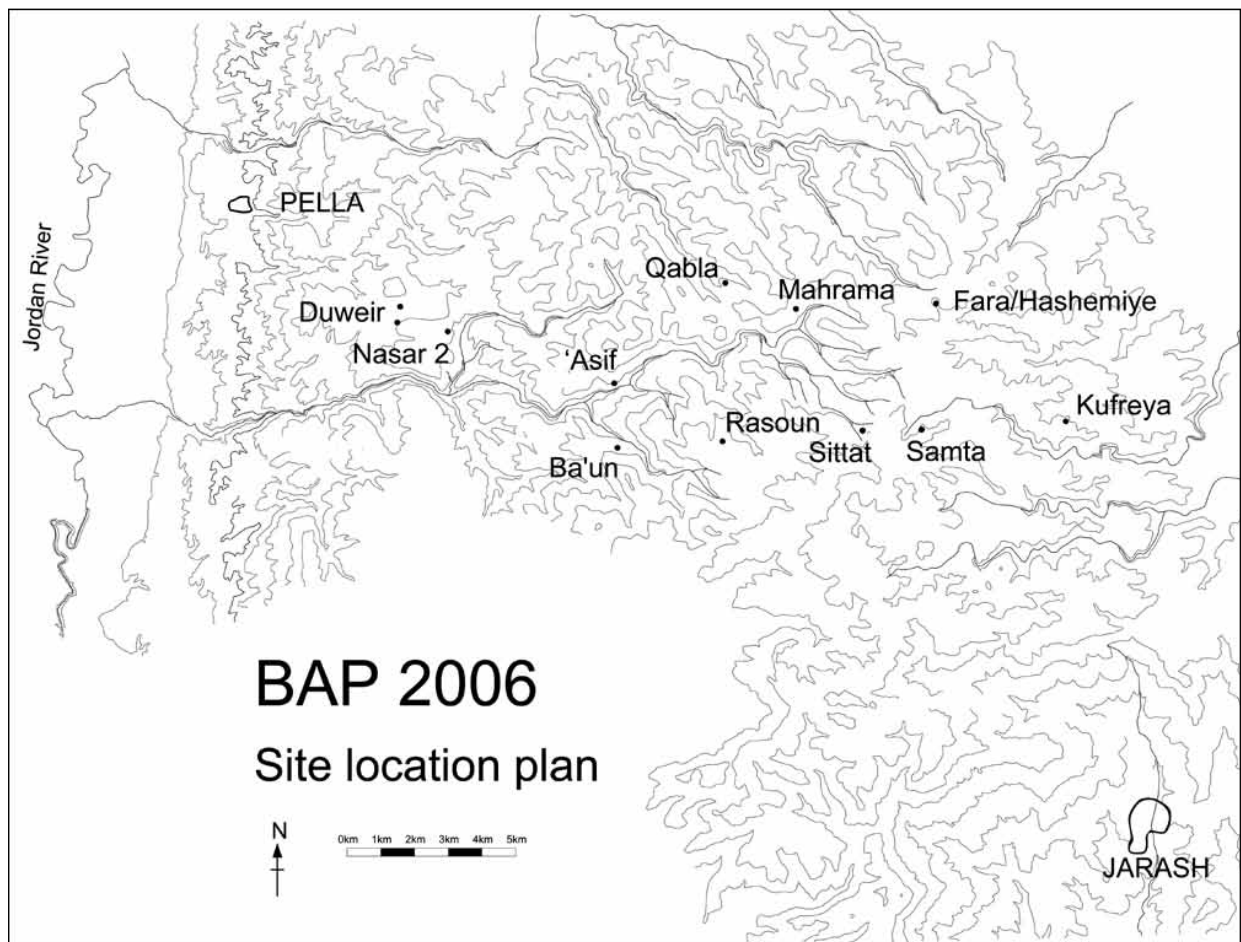 PELLA
Jordan River
Qabla
Mahrama
Fara/Hashemiye
Duweir
Nasar 2
‘Asif
Kufreya
Rasoun
Sittat
Samta
Ba'un
BAP 2006
Site location plan
N
0km 1km 2km 3km 4km 5km
JARASH